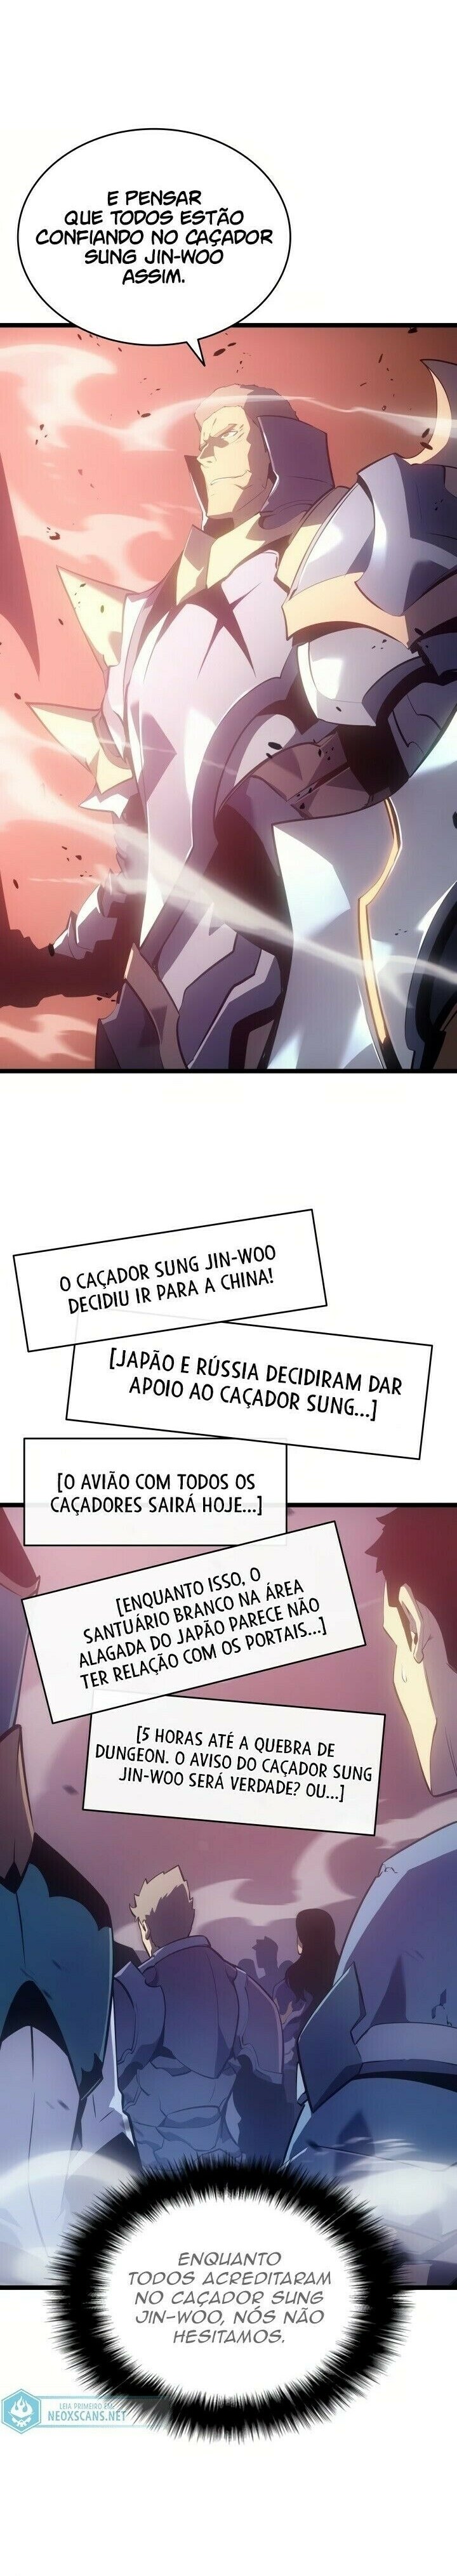 E PENSAR
QUE TODOS ESTÃO
CONFIANDO NO CAÇADOR
SUNG JIN-WOO
ASSIM.
O CAÇADOR SUNG JIN-WOO
DECIDIU IR PARA A CHINA!
[JAPÃO E RÚSSIA DECIDIRAM DAR
APOIO AO CAÇADOR SUNG...]
[O AVIÃO COM TODOS OS
CAÇADORES SAIRÁ HOJE...]
[ENQUANTO ISSO, O
SANTUÁRIO BRANCO NA ÁREA
ALAGADA DO JAPÃO PARECE NÃO
TER RELAÇÃO COM OS PORTAIS...]
[5 HORAS ATÉ A QUEBRA DE
DUNGEON. O AVISO DO CAÇADOR SUNG
JIN-WOO SERÁ VERDADE? OU...]
ENQUANTO
TODOS ACREDITARAM
NO CAÇADOR SUNG
JIN-WOO, NÓS NÃO
HESITAMOS.
LEIA PRIMEIRO EM
NEOXSCANS.NET